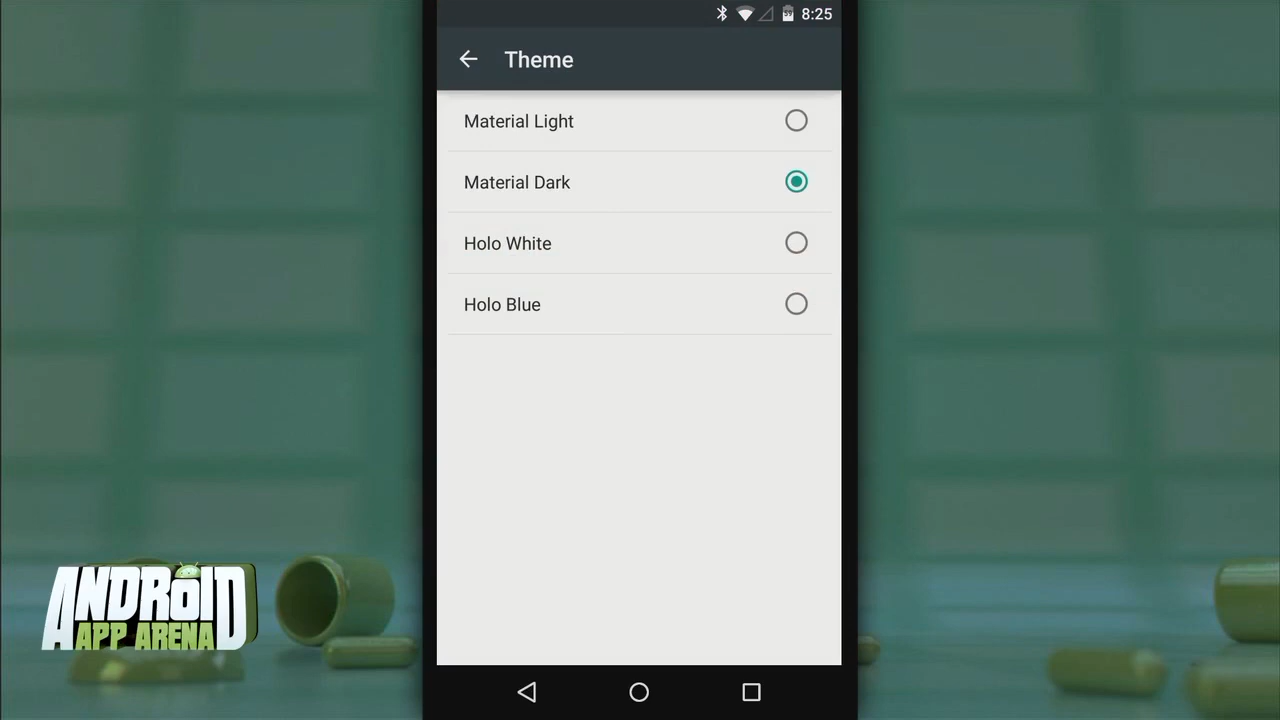 8:25
Theme
Material Light
Material Dark
Holo White
Holo Blue
ANDROID
APP ARENA